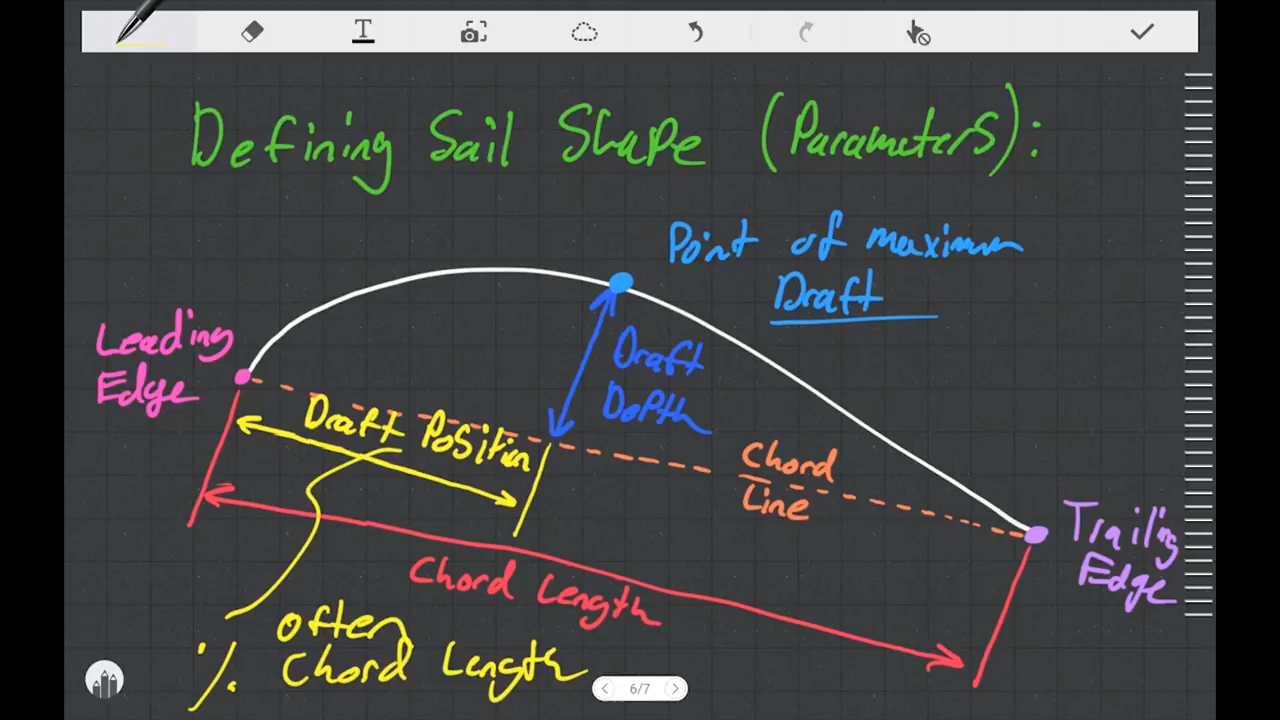 T
Defining Sail Shape (Parameters):
Point of maximum
Draft
Leading
Edge
Draft
Depth
Draft Position
Chord
Line
Trailing
Edge
Chord Length
often
% Chord Length
6/7